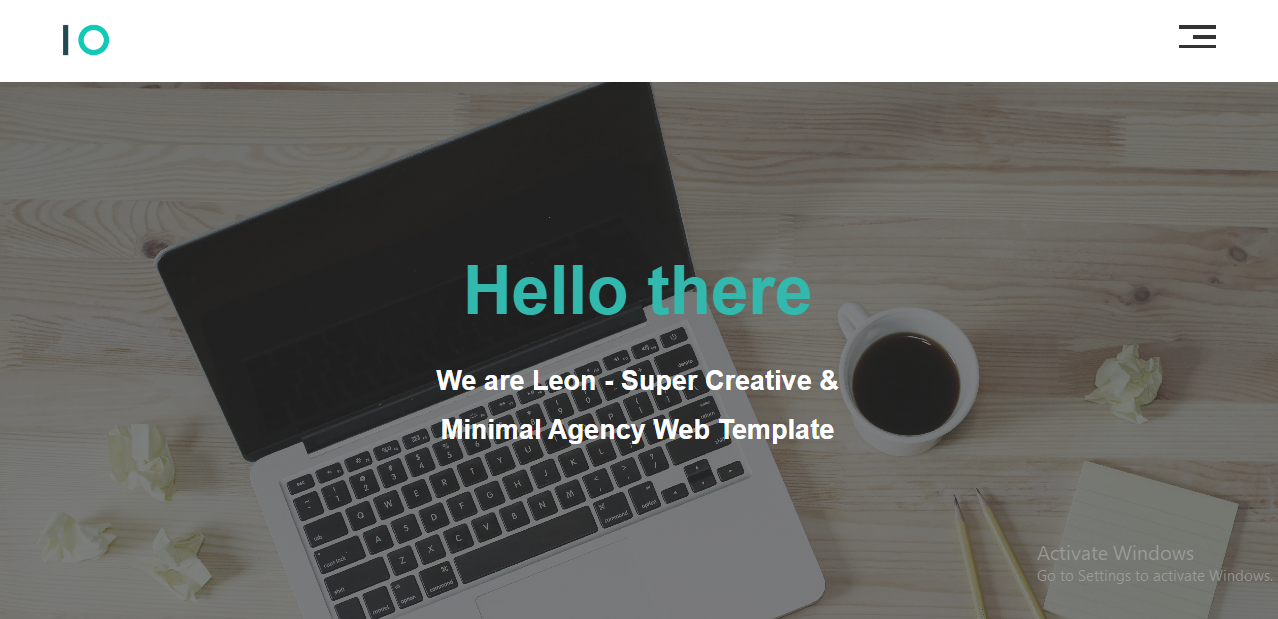 IO
Hello there
We are Leon - Super Creative &
Minimal Agency Web Template
Activate Windows
Go to Settings to activate Windows.